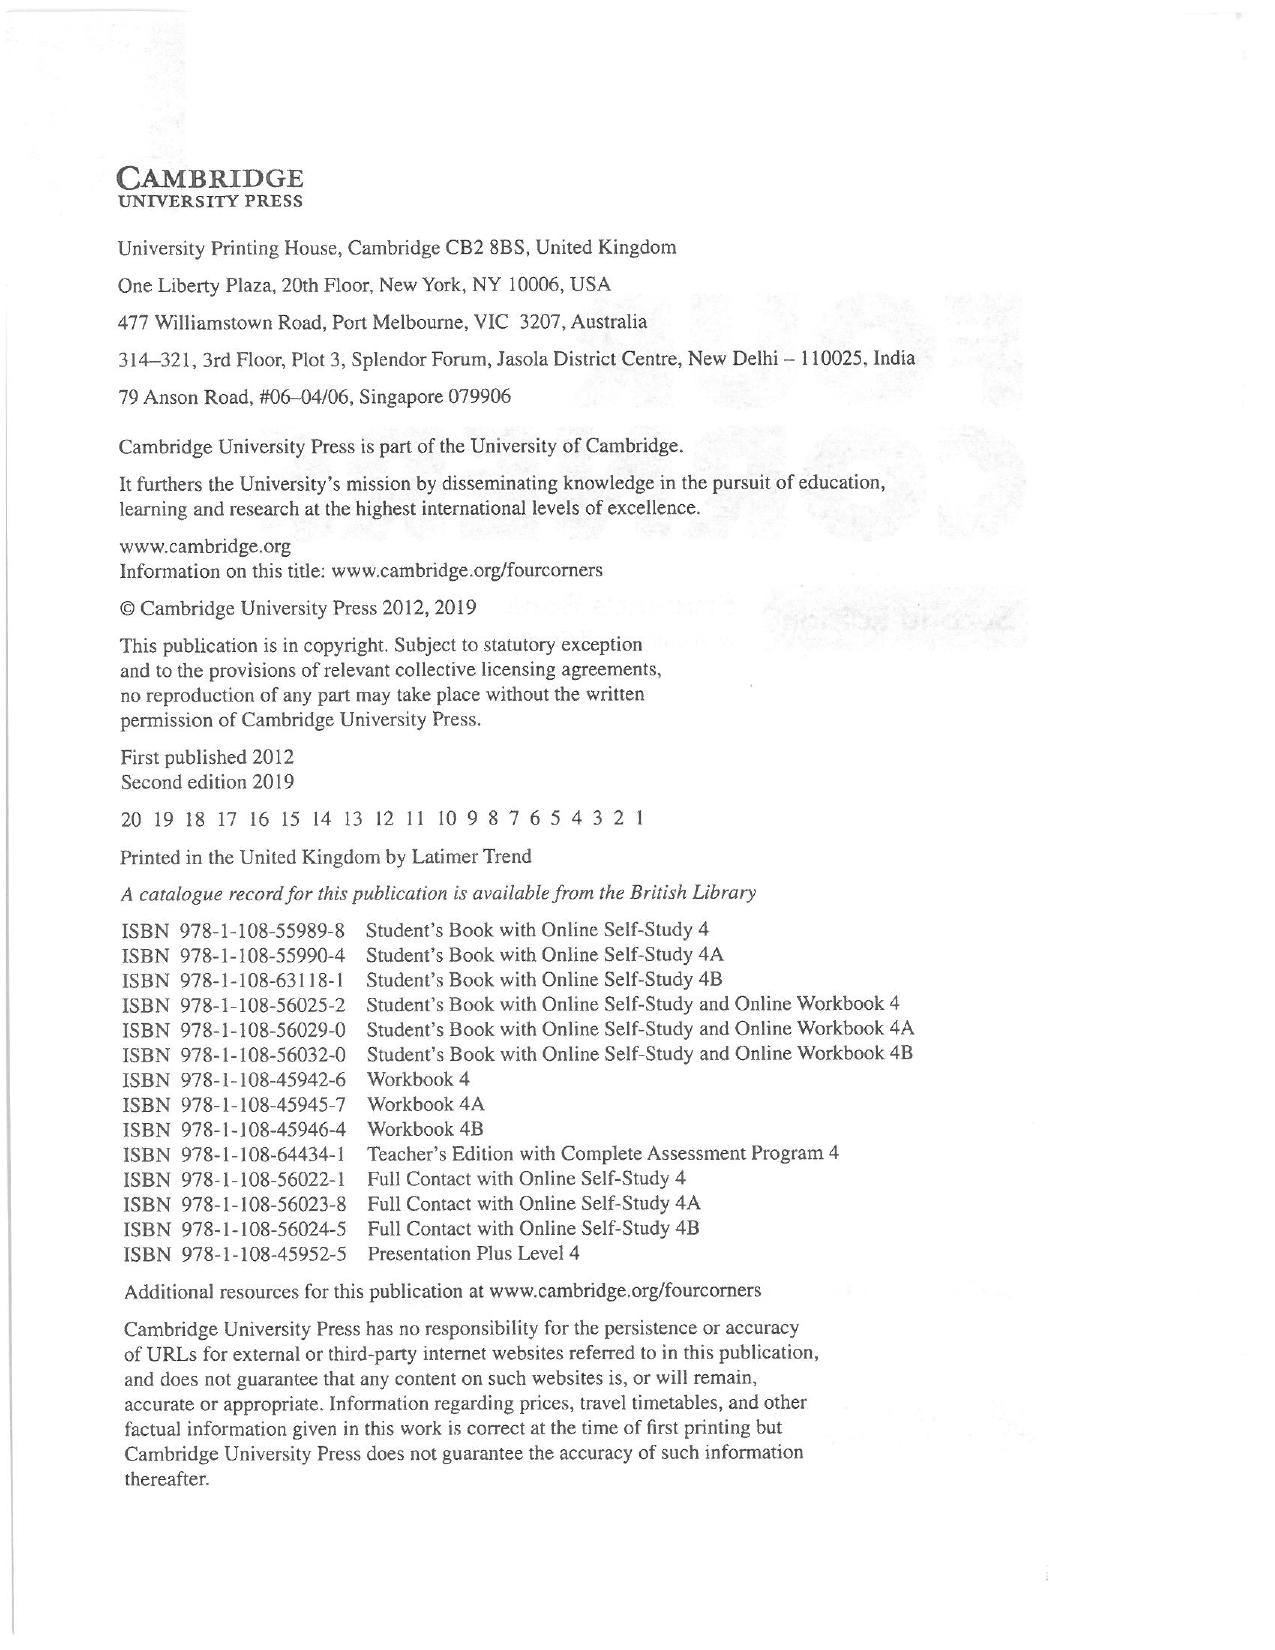 CAMBRIDGE
UNIVERSITY PRESS
University Printing House, Cambridge CB2 8BS, United Kingdom
One Liberty Plaza, 20th Floor, New York, NY 10006, USA
477 Williamstown Road, Port Melbourne, VIC 3207, Australia
314–321, 3rd Floor, Plot 3, Splendor Forum, Jasola District Centre, New Delhi – 110025, India
79 Anson Road, #06–04/06, Singapore 079906
Cambridge University Press is part of the University of Cambridge.
It furthers the University's mission by disseminating knowledge in the pursuit of education,
learning and research at the highest international levels of excellence.
www.cambridge.org
Information on this title: www.cambridge.org/fourcorners
© Cambridge University Press 2012, 2019
This publication is in copyright. Subject to statutory exception
and to the provisions of relevant collective licensing agreements,
no reproduction of any part may take place without the written
permission of Cambridge University Press.
First published 2012
Second edition 2019
20 19 18 17 16 15 14 13 12 11 10 9 8 7 6 5 4 3 2 1
Printed in the United Kingdom by Latimer Trend
A catalogue record for this publication is available from the British Library
ISBN 978-1-108-55989-8 Student's Book with Online Self-Study 4
ISBN 978-1-108-55990-4 Student's Book with Online Self-Study 4A
ISBN 978-1-108-63118-1 Student's Book with Online Self-Study 4B
ISBN 978-1-108-56025-2 Student's Book with Online Self-Study and Online Workbook 4
ISBN 978-1-108-56029-0 Student's Book with Online Self-Study and Online Workbook 4A
ISBN 978-1-108-56032-0 Student's Book with Online Self-Study and Online Workbook 4B
ISBN 978-1-108-45942-6 Workbook 4
ISBN 978-1-108-45945-7 Workbook 4A
ISBN 978-1-108-45946-4 Workbook 4B
ISBN 978-1-108-64434-1 Teacher's Edition with Complete Assessment Program 4
ISBN 978-1-108-56022-1 Full Contact with Online Self-Study 4
ISBN 978-1-108-56023-8 Full Contact with Online Self-Study 4A
ISBN 978-1-108-56024-5 Full Contact with Online Self-Study 4B
ISBN 978-1-108-45952-5 Presentation Plus Level 4
Additional resources for this publication at www.cambridge.org/fourcorners
Cambridge University Press has no responsibility for the persistence or accuracy
of URLs for external or third-party internet websites referred to in this publication,
and does not guarantee that any content on such websites is, or will remain,
accurate or appropriate. Information regarding prices, travel timetables, and other
factual information given in this work is correct at the time of first printing but
Cambridge University Press does not guarantee the accuracy of such information
thereafter.